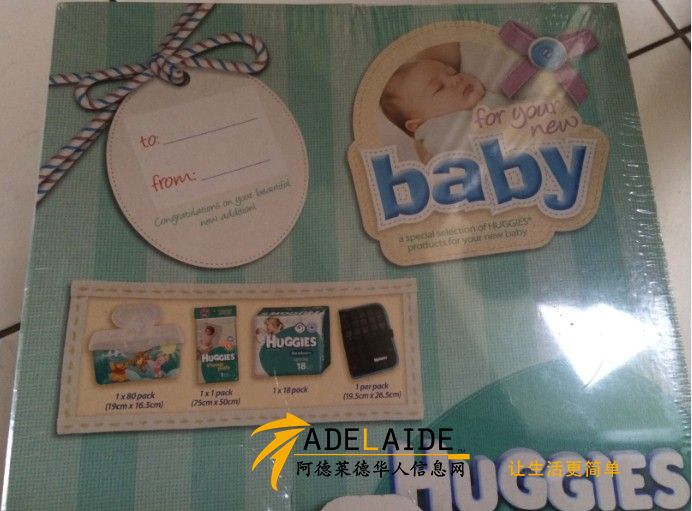 to:
from:
Congratulations on your beautiful
new addition!
for your
new
baby
a special selection of HUGGIES®
products for your new baby
HUGGIES
HUGGIES
18
1 x 80 pack
(19cm x 16.5cm)
1 x 1 pack
(75cm x 50cm)
1 x 18 pack
1 per pack
(19.5cm x 26.5cm)
ADELAIDE
阿德莱德华人信息网
让生活更简单
HUGGIES